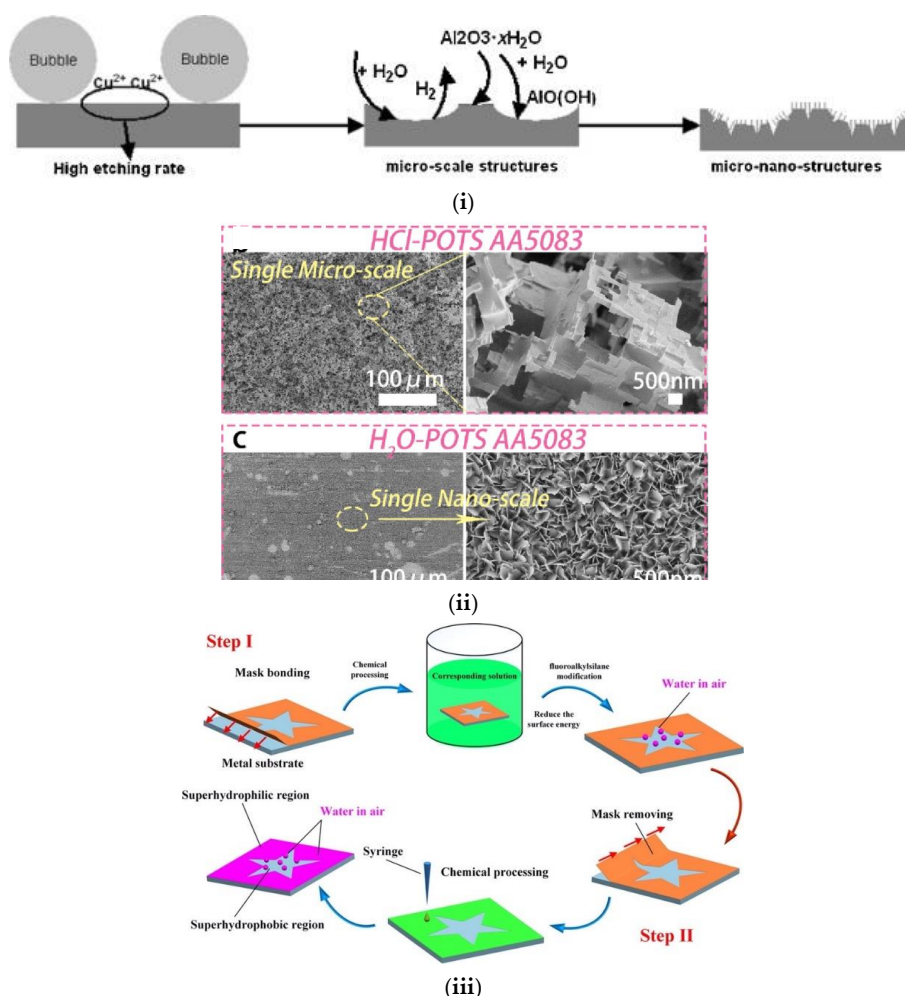 Bubble
Bubble
Cu²⁺ Cu²⁺
High etching rate
+ H₂O
H₂
Al2O3·xH₂O
+ H₂O
AlO(OH)
micro-scale structures
micro-nano-structures
(i)
HCl-POTS AA5083
Single Micro-scale
100 μm
500nm
C
H₂O-POTS AA5083
Single Nano-scale
100 μm
500nm
(ii)
Step I
Mask bonding
Metal substrate
Chemical
processing
Corresponding solution
fluoroalkylsilane
modification
Reduce the
surface energy
Water in air
Mask removing
Step II
Chemical processing
Syringe
Superhydrophilic region
Water in air
Superhydrophobic region
(iii)